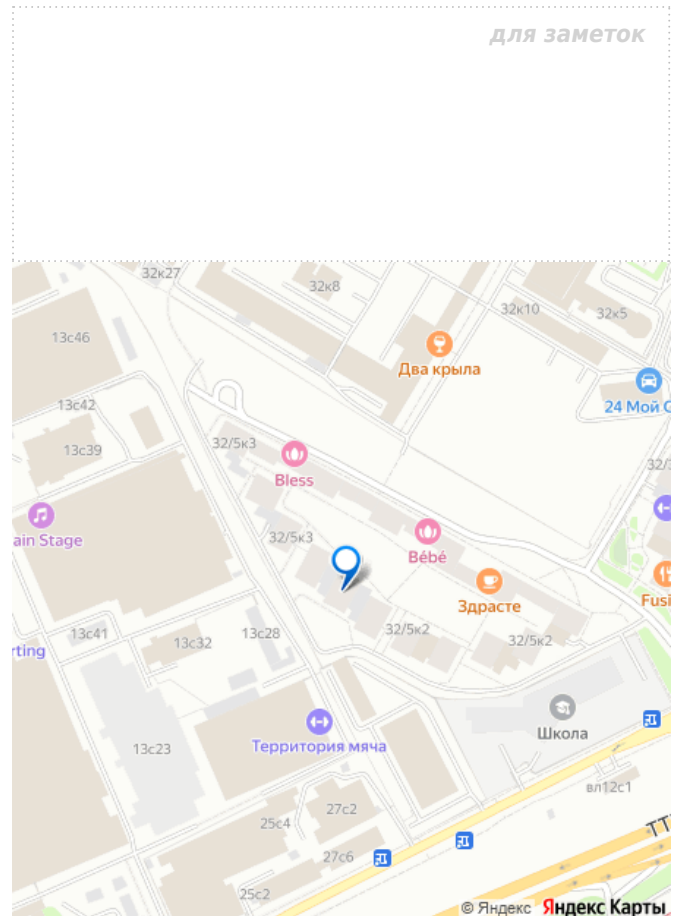 для заметок
32к27
32к8
32к10
32к5
13с46
Два крыла
24 Мой С
13с42
32/5к3
13с39
Bless
32/
ain Stage
32/5к3
Bébé
Здрасте
Fusi
13с41
13с32
13с28
32/5к2
32/5к2
rting
Школа
13с23
Территория мяча
вл12с1
27с2
25с4
ТТ
27с6
25с2
© Яндекс Яндекс Карты